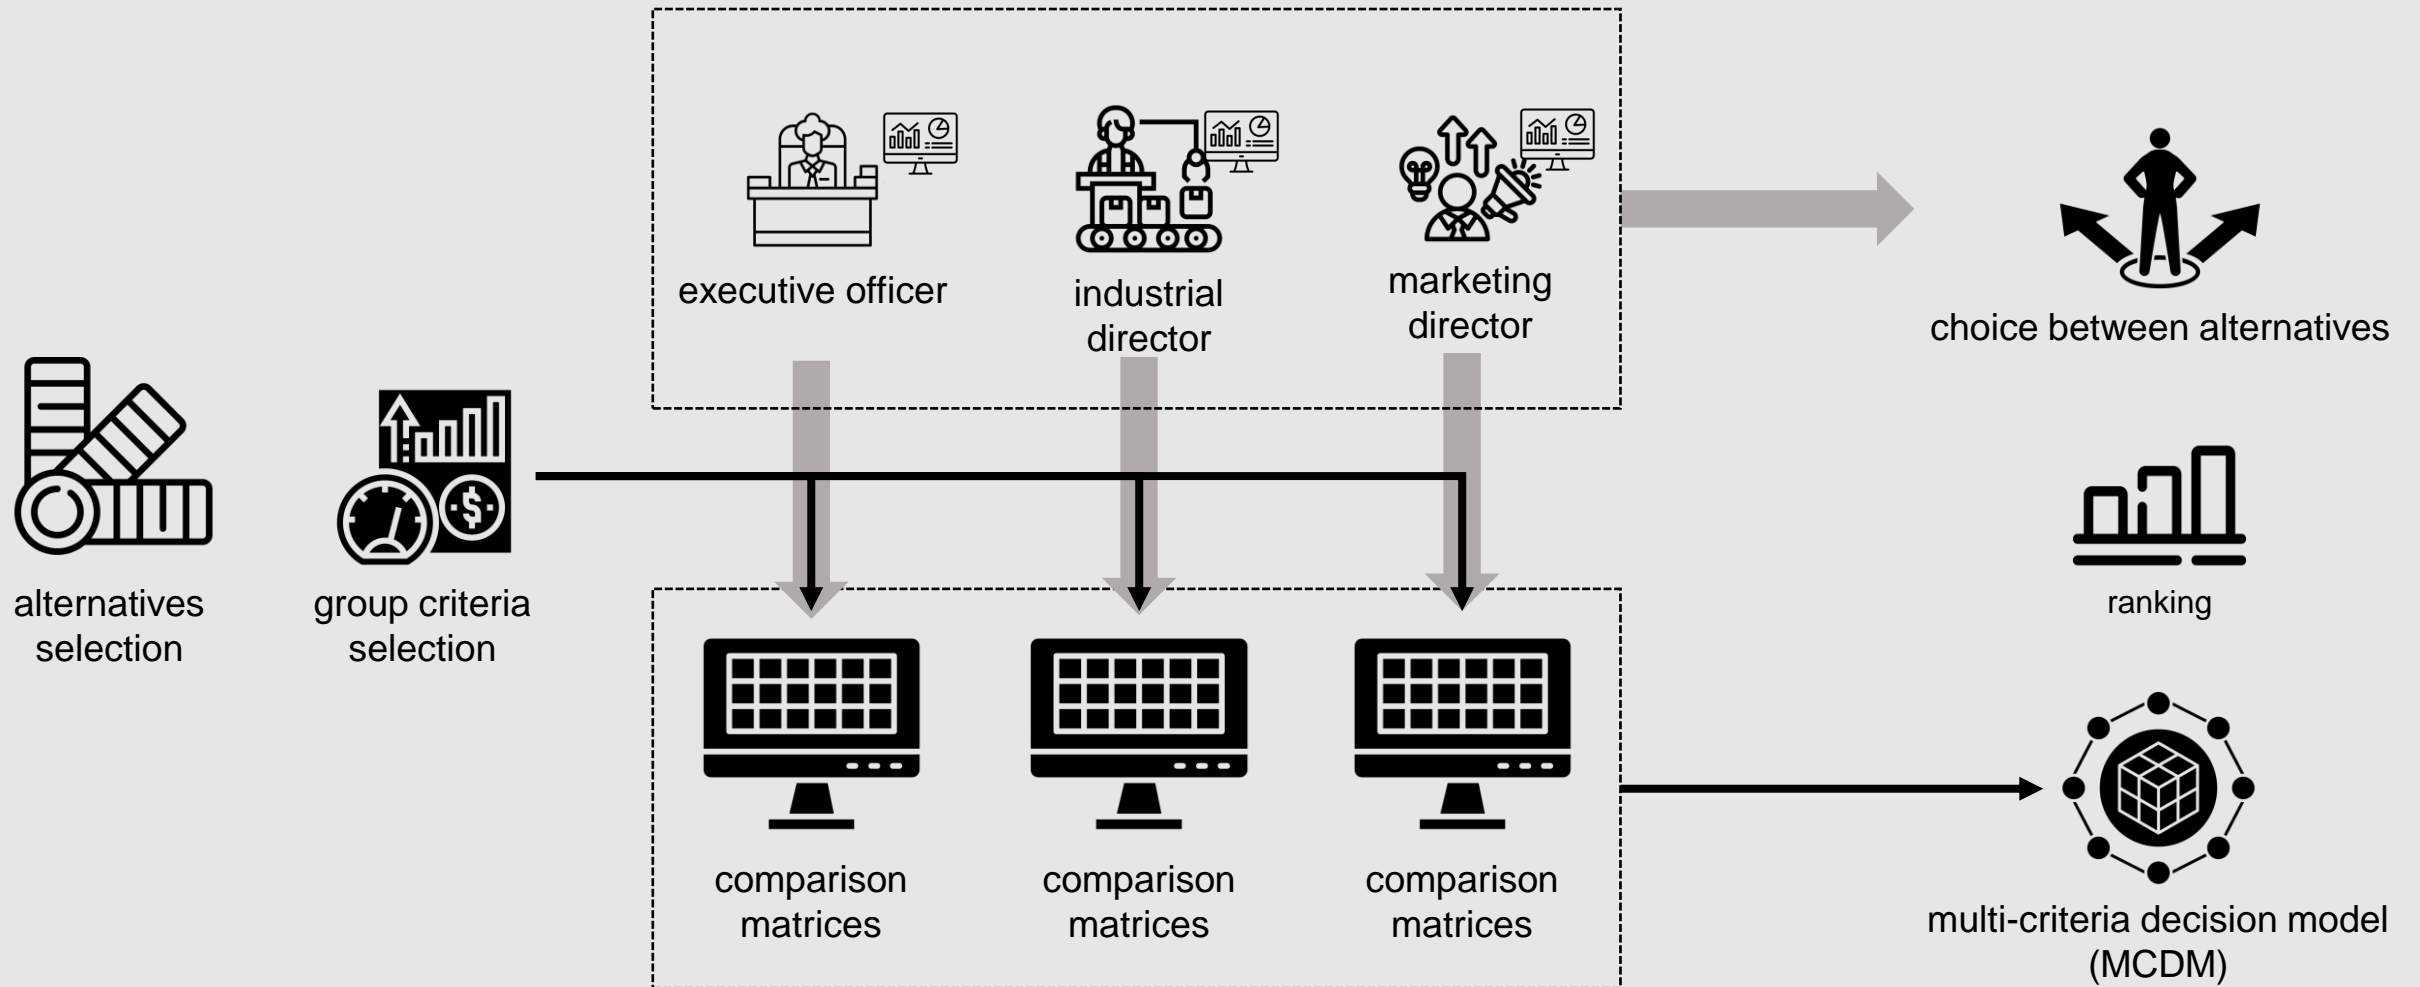 executive officer
industrial
director
marketing
director
choice between alternatives
alternatives
selection
group criteria
selection
ranking
comparison
matrices
comparison
matrices
comparison
matrices
multi-criteria decision model
(MCDM)